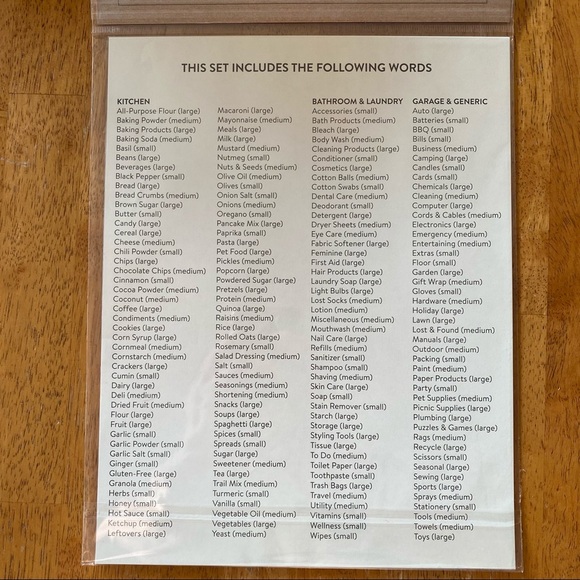 THIS SET INCLUDES THE FOLLOWING WORDS
KITCHEN
All-Purpose Flour (large)
Baking Powder (medium)
Baking Products (large)
Baking Soda (medium)
Basil (small)
Beans (large)
Beverages (large)
Black Pepper (small)
Bread (large)
Bread Crumbs (medium)
Brown Sugar (large)
Butter (small)
Candy (large)
Cereal (large)
Cheese (medium)
Chili Powder (small)
Chips (large)
Chocolate Chips (medium)
Cinnamon (small)
Cocoa Powder (medium)
Coconut (medium)
Coffee (large)
Condiments (medium)
Cookies (large)
Corn Syrup (large)
Cornmeal (medium)
Cornstarch (medium)
Crackers (large)
Cumin (small)
Dairy (large)
Deli (medium)
Dried Fruit (medium)
Flour (large)
Fruit (large)
Garlic (small)
Garlic Powder (small)
Garlic Salt (small)
Ginger (small)
Gluten-Free (large)
Granola (medium)
Herbs (small)
Honey (small)
Hot Sauce (small)
Ketchup (medium)
Leftovers (large)
Macaroni (large)
Mayonnaise (medium)
Meals (large)
Milk (large)
Mustard (medium)
Nutmeg (small)
Nuts & Seeds (medium)
Olive Oil (medium)
Olives (small)
Onion Salt (small)
Onions (medium)
Oregano (small)
Pancake Mix (large)
Paprika (small)
Pasta (large)
Pet Food (large)
Pickles (medium)
Popcorn (large)
Powdered Sugar (large)
Pretzels (large)
Protein (medium)
Quinoa (large)
Raisins (medium)
Rice (large)
Rolled Oats (large)
Rosemary (small)
Salad Dressing (medium)
Salt (small)
Sauces (medium)
Seasonings (medium)
Shortening (medium)
Snacks (large)
Soups (large)
Spaghetti (large)
Spices (small)
Spreads (small)
Sugar (large)
Sweetener (medium)
Tea (large)
Trail Mix (medium)
Turmeric (small)
Vanilla (small)
Vegetable Oil (medium)
Vegetables (large)
Yeast (medium)
BATHROOM & LAUNDRY
Accessories (small)
Bath Products (medium)
Bleach (large)
Body Wash (medium)
Cleaning Products (large)
Conditioner (small)
Cosmetics (large)
Cotton Balls (medium)
Cotton Swabs (small)
Dental Care (medium)
Deodorant (small)
Detergent (large)
Dryer Sheets (medium)
Eye Care (medium)
Fabric Softener (large)
Feminine (large)
First Aid (large)
Hair Products (large)
Laundry Soap (large)
Light Bulbs (large)
Lost Socks (medium)
Lotion (medium)
Miscellaneous (medium)
Mouthwash (medium)
Nail Care (large)
Refills (medium)
Sanitizer (small)
Shampoo (small)
Shaving (medium)
Skin Care (large)
Soap (small)
Stain Remover (small)
Starch (large)
Storage (large)
Styling Tools (large)
Tissue (large)
To Do (medium)
Toilet Paper (large)
Toothpaste (small)
Trash Bags (large)
Travel (medium)
Utility (medium)
Vitamins (small)
Wellness (small)
Wipes (small)
GARAGE & GENERIC
Auto (large)
Batteries (small)
BBQ (small)
Bills (small)
Business (medium)
Camping (large)
Candles (small)
Cards (small)
Chemicals (large)
Cleaning (medium)
Computer (large)
Cords & Cables (medium)
Electronics (large)
Emergency (medium)
Entertaining (medium)
Extras (small)
Floor (small)
Garden (large)
Gift Wrap (medium)
Gloves (small)
Hardware (medium)
Holiday (large)
Lawn (large)
Lost & Found (medium)
Manuals (large)
Outdoor (medium)
Packing (small)
Paint (medium)
Paper Products (large)
Party (small)
Pet Supplies (medium)
Picnic Supplies (large)
Plumbing (large)
Puzzles & Games (large)
Rags (medium)
Recycle (large)
Scissors (small)
Seasonal (large)
Sewing (large)
Sports (large)
Sprays (medium)
Stationery (small)
Tools (medium)
Towels (medium)
Toys (large)